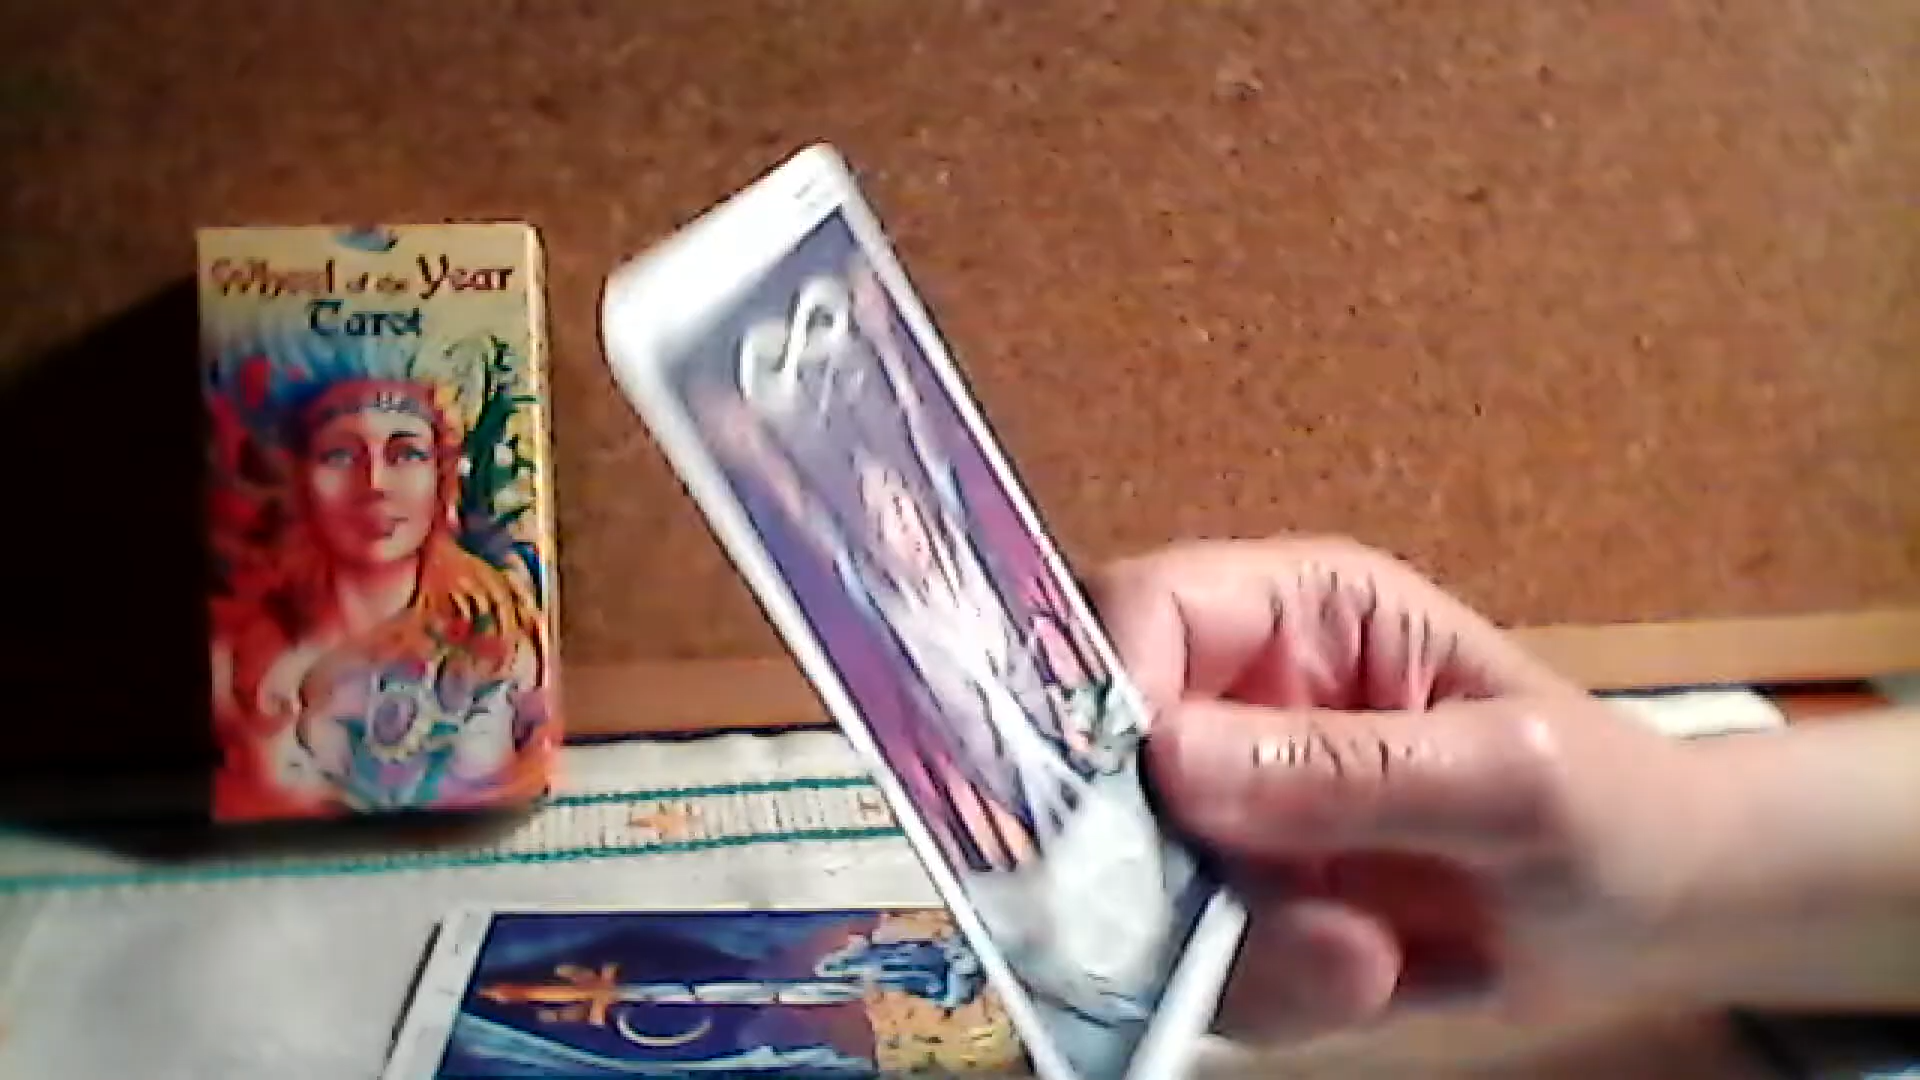 Wheel of the Year
Tarot